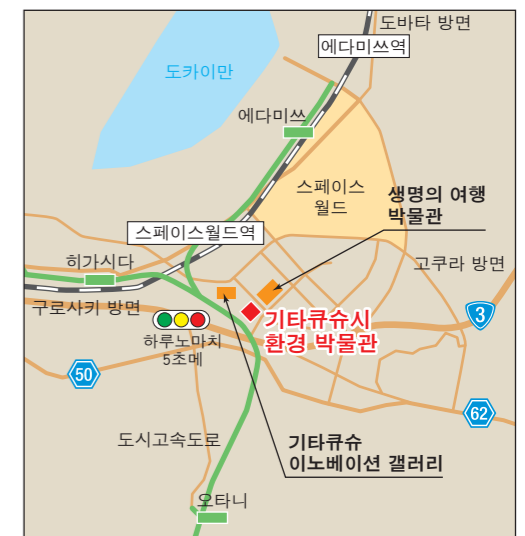 도바타 방면
에다미쓰역
도카이만
에다미쓰
스페이스
월드
생명의 여행
박물관
스페이스월드역
히가시다
고쿠라 방면
구로사키 방면
기타큐슈시
환경 박물관
3
하루노마치
5초메
50
62
도시고속도로
기타큐슈
이노베이션 갤러리
오타니